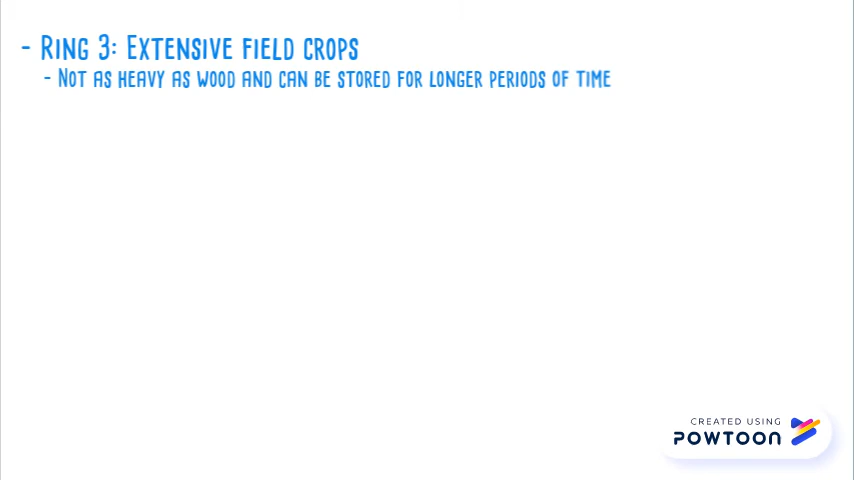 - Ring 3: Extensive field crops
- Not as heavy as wood and can be stored for longer periods of time
CREATED USING
POWTOON